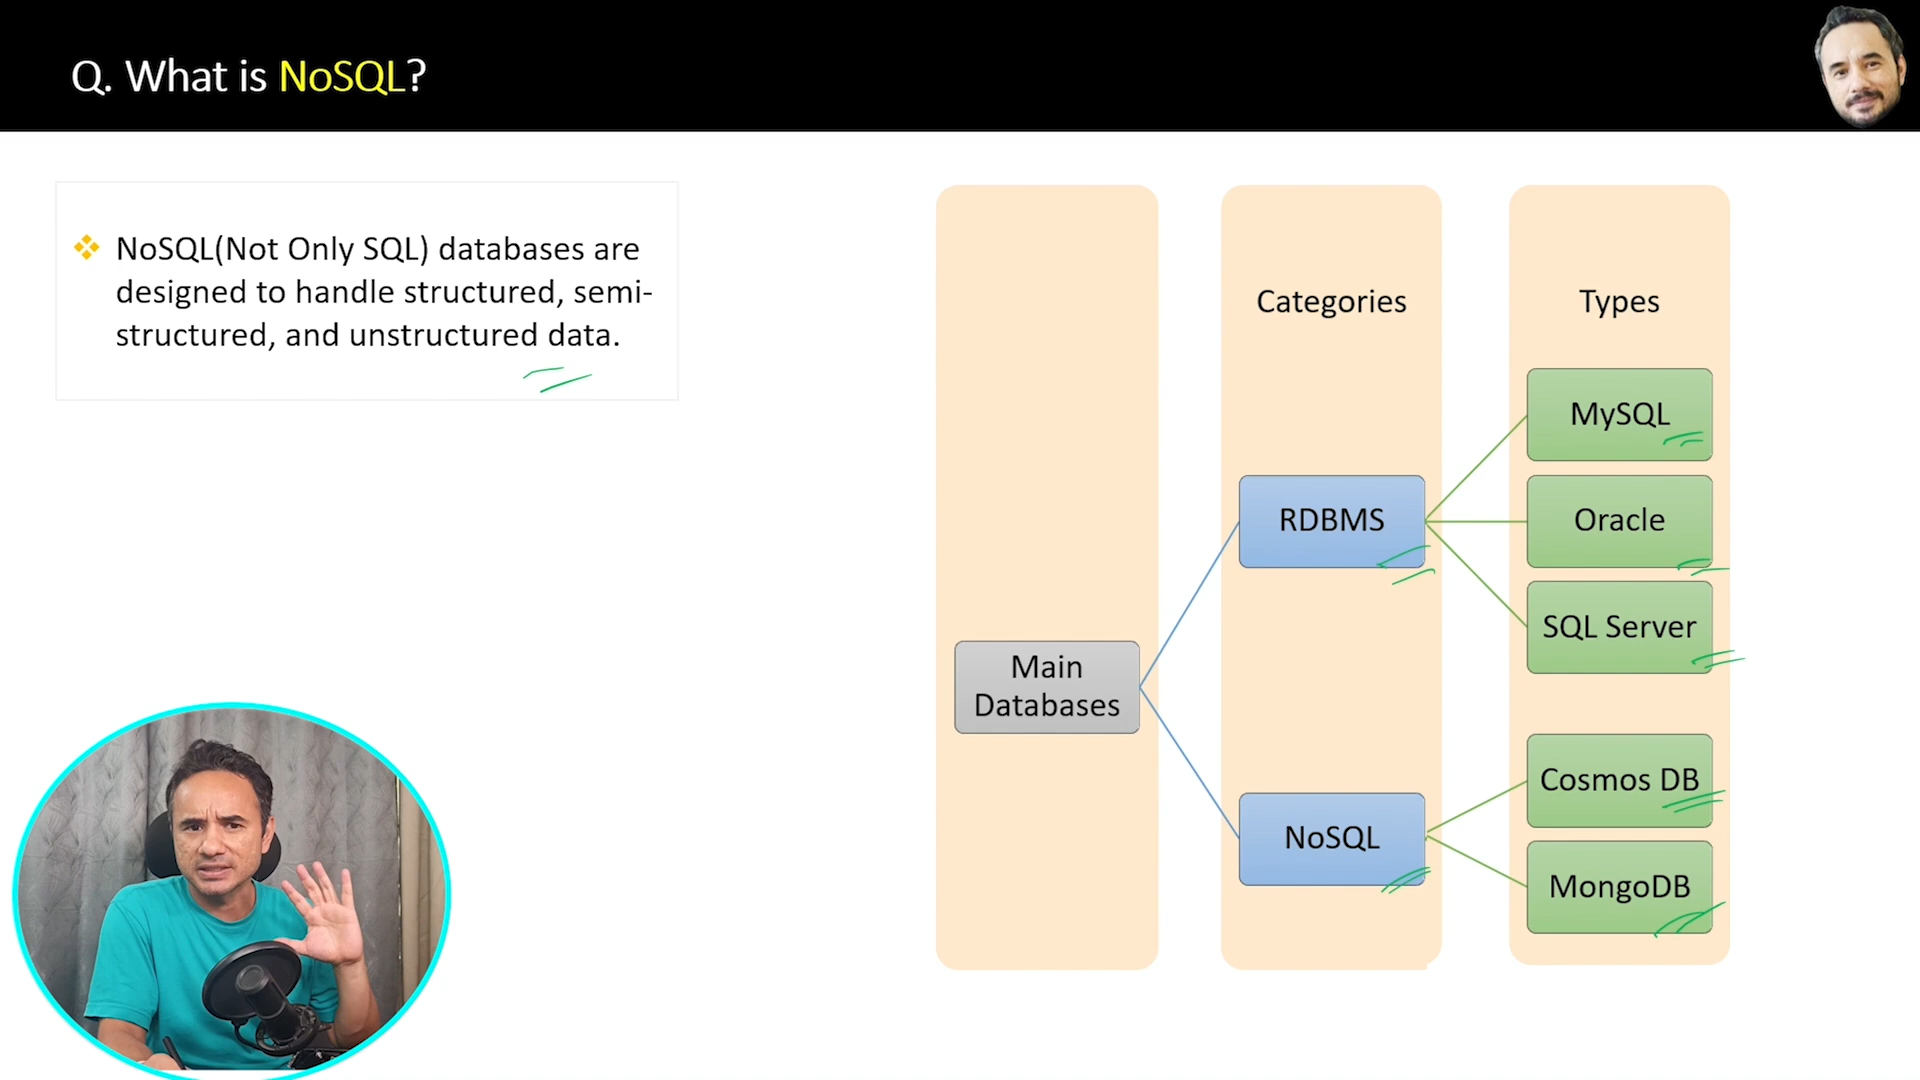 Q. What is NoSQL?
NoSQL(Not Only SQL) databases are
designed to handle structured, semi-
structured, and unstructured data.
Categories
Types
MySQL
RDBMS
Oracle
SQL Server
Main
Databases
Cosmos DB
NoSQL
MongoDB